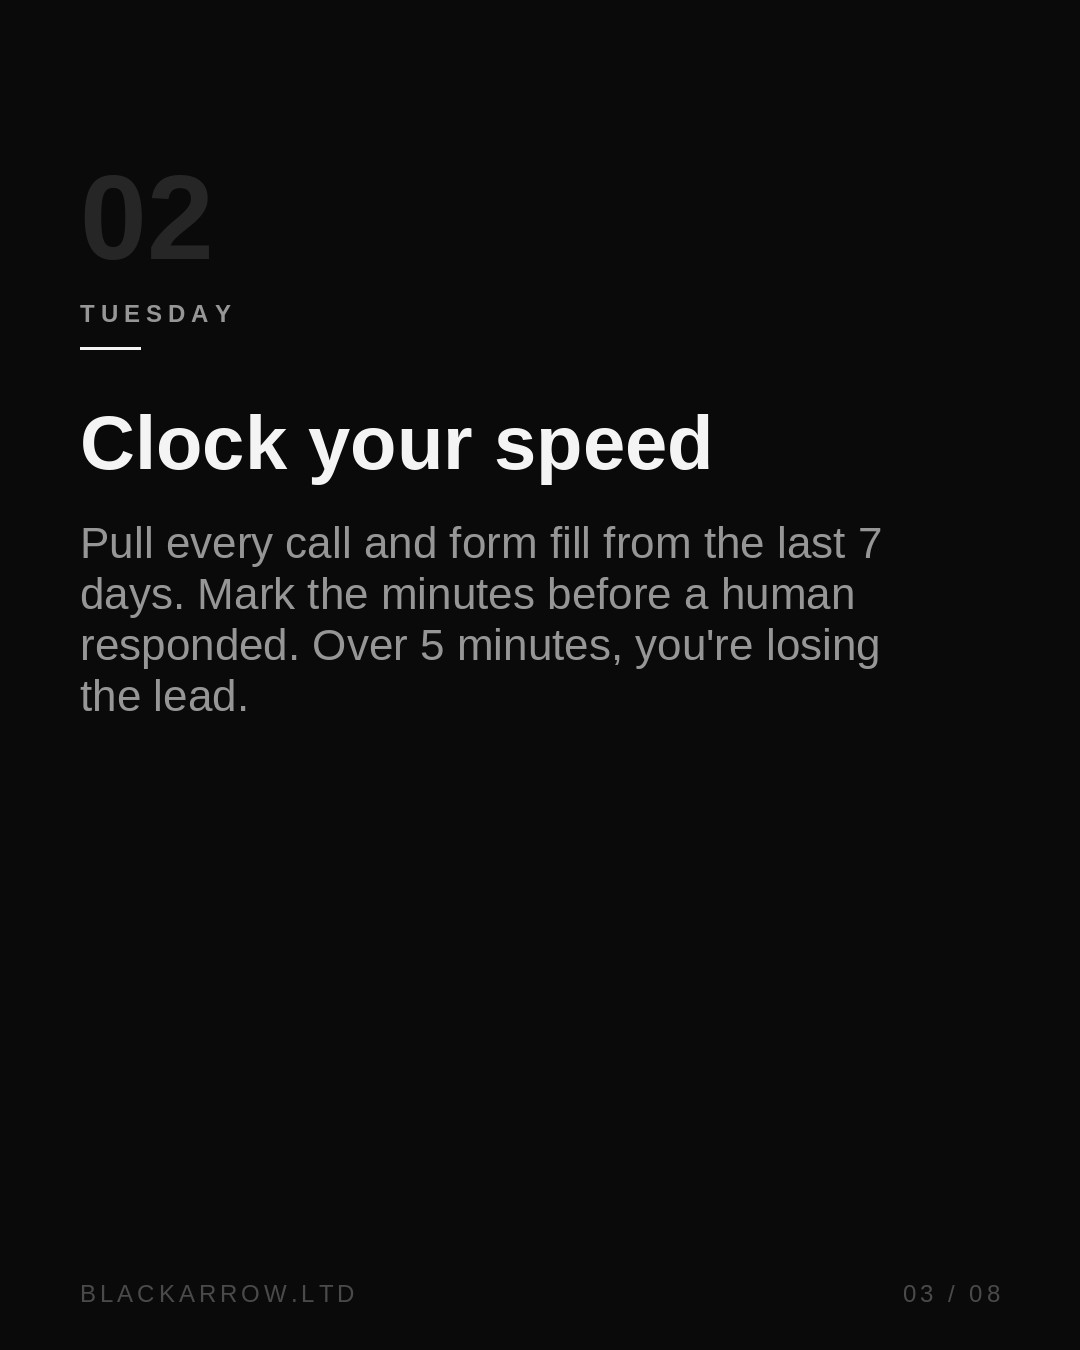 02
TUESDAY
Clock your speed
Pull every call and form fill from the last 7
days. Mark the minutes before a human
responded. Over 5 minutes, you're losing
the lead.
BLACKARROW.LTD
03 / 08